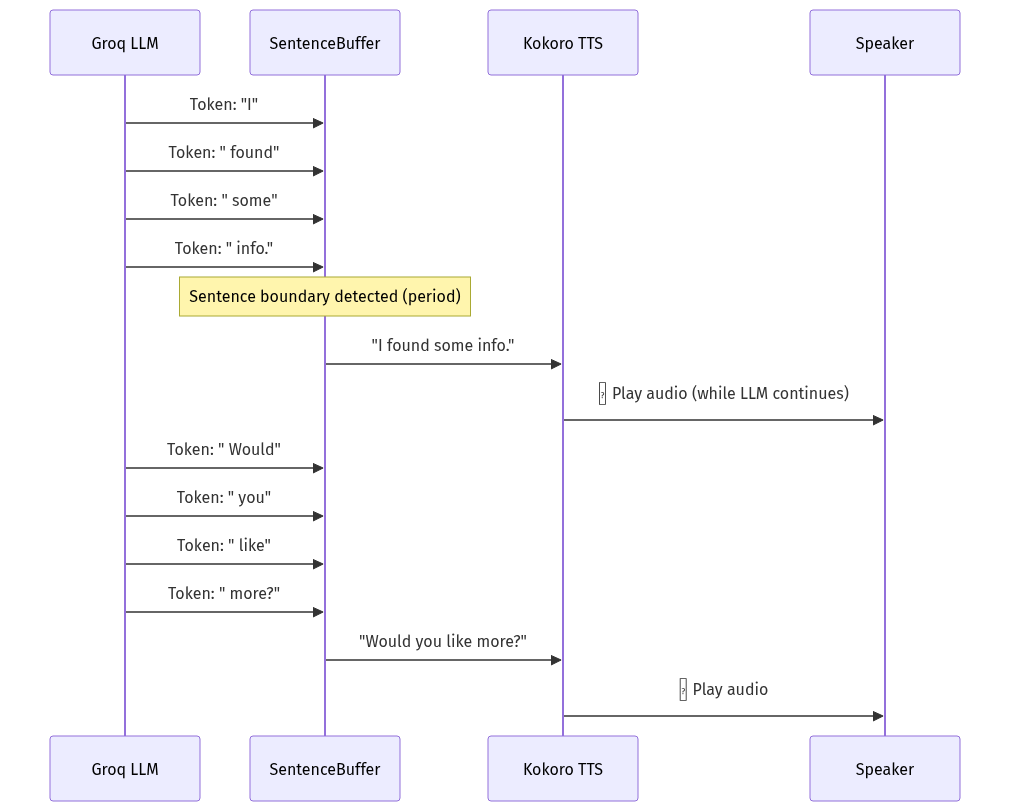 Groq LLM
SentenceBuffer
Kokoro TTS
Speaker
Token: "I"
Token: " found"
Token: " some"
Token: " info."
Sentence boundary detected (period)
"I found some info."
Play audio (while LLM continues)
Token: " Would"
Token: " you"
Token: " like"
Token: " more?"
"Would you like more?"
Play audio
Groq LLM
SentenceBuffer
Kokoro TTS
Speaker